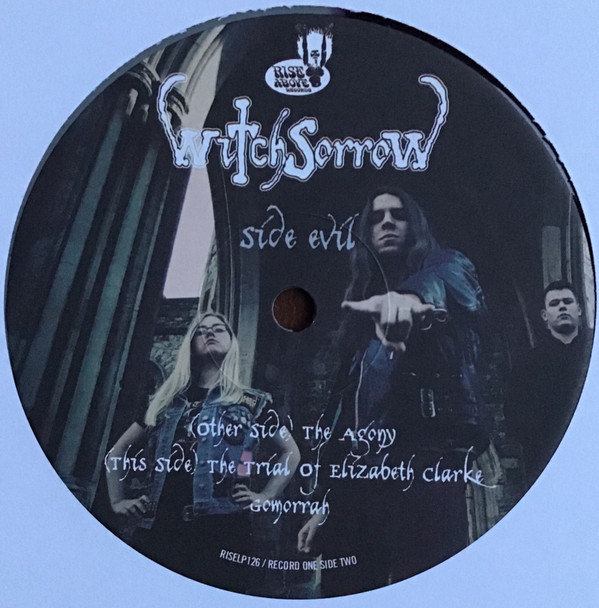 RISE
ABOVE
RECORDS
WitchSorrow
side evil
(Other Side) The Agony
(This Side) The Trial Of Elizabeth Clarke
Gomorrah
RISELP126 / RECORD ONE SIDE TWO